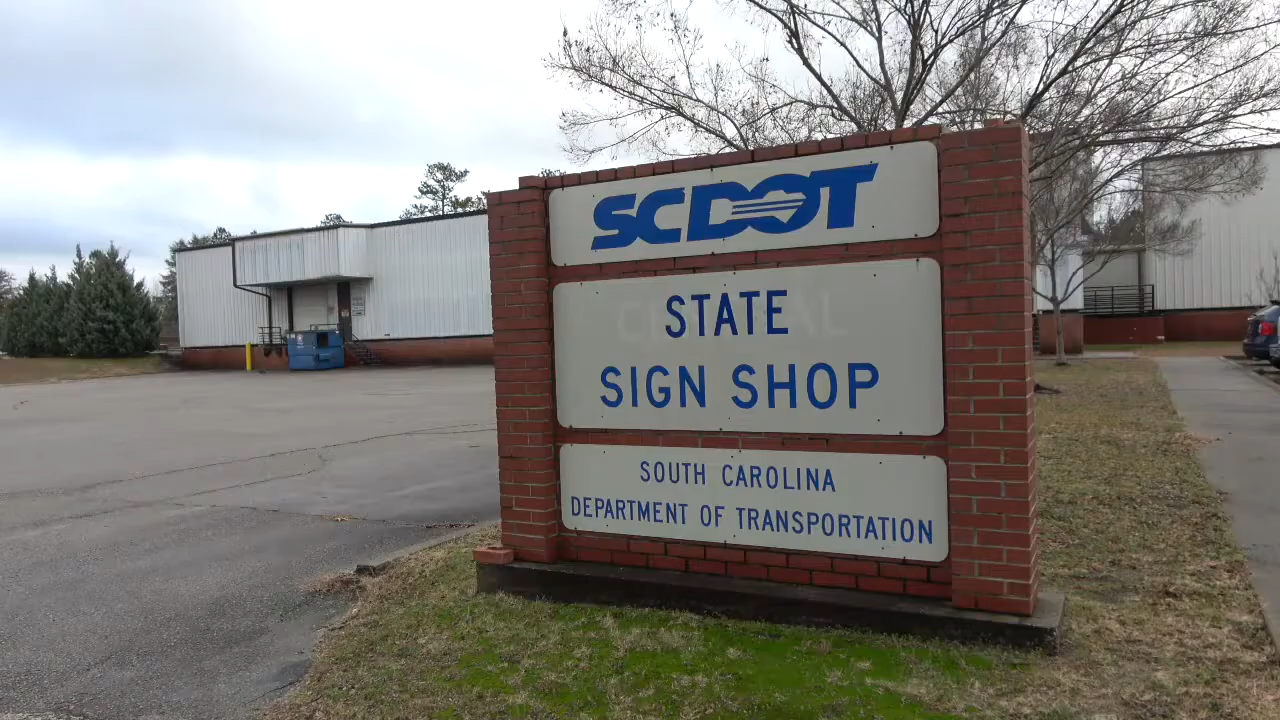 SCDOT
STATE
SIGN SHOP
SOUTH CAROLINA
DEPARTMENT OF TRANSPORTATION